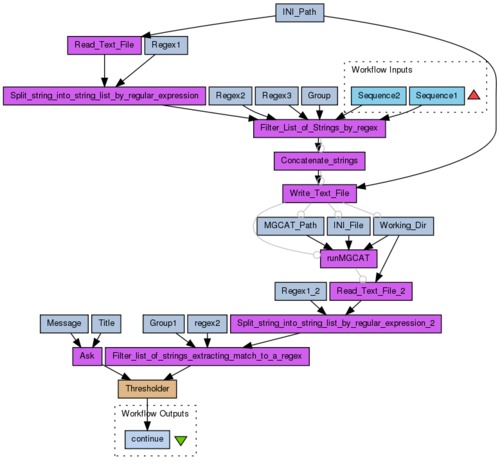 INI_Path
Read_Text_File
Regex1
Workflow Inputs
Split_string_into_string_list_by_regular_expression
Regex2
Regex3
Group
Sequence2
Sequence1
Filter_List_of_Strings_by_regex
Concatenate_strings
Write_Text_File
MGCAT_Path
INI_File
Working_Dir
runMGCAT
Regex1_2
Read_Text_File_2
Message
Title
Group1
regex2
Split_string_into_string_list_by_regular_expression_2
Ask
Filter_list_of_strings_extracting_match_to_a_regex
Thresholder
Workflow Outputs
continue